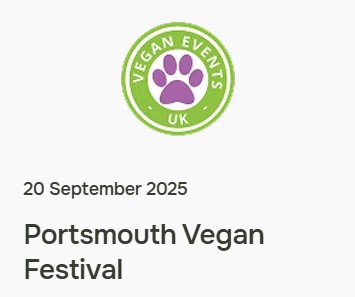 VEGAN EVENTS
- UK -
20 September 2025
Portsmouth Vegan
Festival